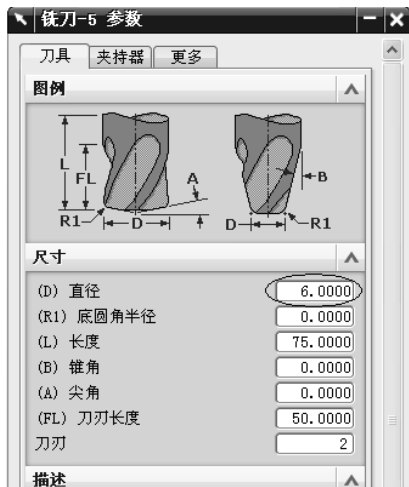 铣刀-5 参数
刀具 夹持器 更多
图例
L FL A B
R1 D D R1
尺寸
(D) 直径 6.0000
(R1) 底圆角半径 0.0000
(L) 长度 75.0000
(B) 锥角 0.0000
(A) 尖角 0.0000
(FL) 刀刃长度 50.0000
刀刃 2
描述